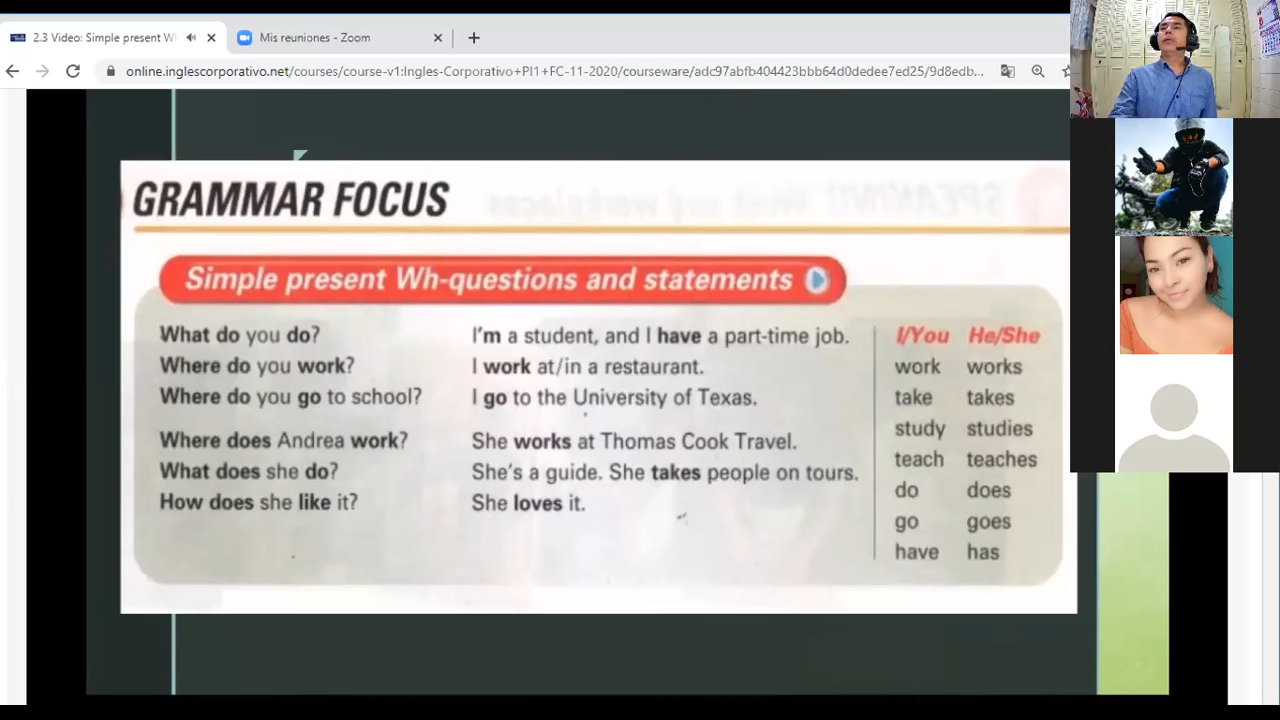 2.3 Video: Simple present W
Mis reuniones - Zoom
online.inglescorporativo.net/courses/course-v1:Ingles-Corporativo+PI1+FC-11-2020/courseware/adc97abfb404423bbb64d0dedee7ed25/9d8edb...
GRAMMAR FOCUS
Simple present Wh-questions and statements
What do you do? I'm a student, and I have a part-time job.
Where do you work? I work at/in a restaurant.
Where do you go to school? I go to the University of Texas.
Where does Andrea work? She works at Thomas Cook Travel.
What does she do? She's a guide. She takes people on tours.
How does she like it? She loves it.
I/You He/She
work works
take takes
study studies
teach teaches
do does
go goes
have has